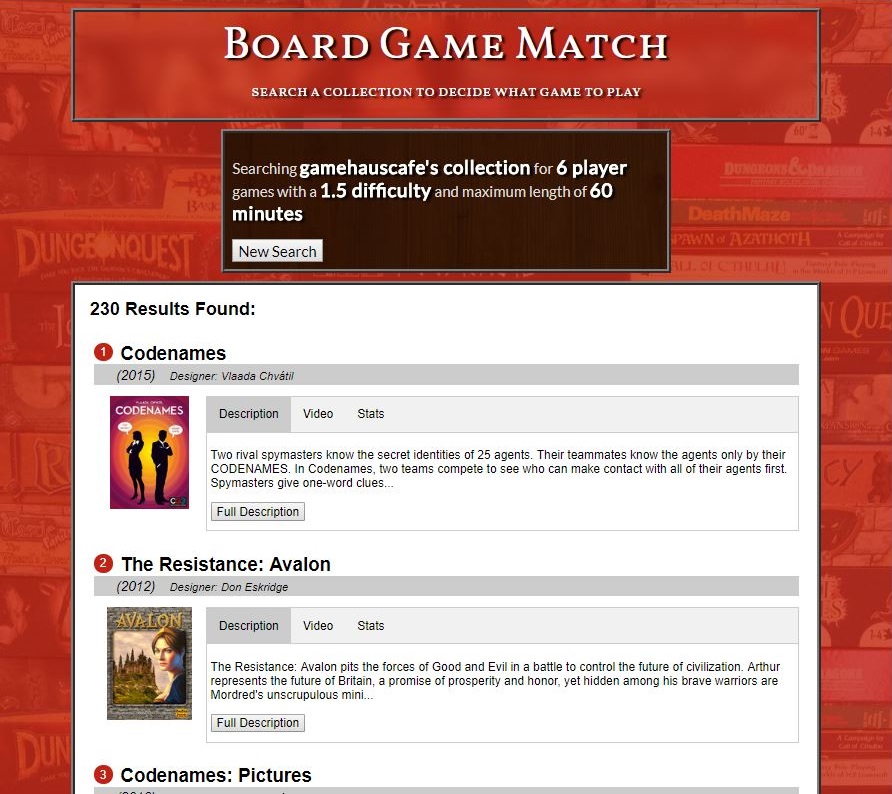 Board Game Match
search a collection to decide what game to play
Searching gamehauscafe's collection for 6 player
games with a 1.5 difficulty and maximum length of 60
minutes
New Search
230 Results Found:
1 Codenames
(2015) Designer: Vlaada Chvátil
CODENAMES
Description Video Stats
Two rival spymasters know the secret identities of 25 agents. Their teammates know the agents only by their
CODENAMES. In Codenames, two teams compete to see who can make contact with all of their agents first.
Spymasters give one-word clues...
Full Description
2 The Resistance: Avalon
(2012) Designer: Don Eskridge
AVALON
Description Video Stats
The Resistance: Avalon pits the forces of Good and Evil in a battle to control the future of civilization. Arthur
represents the future of Britain, a promise of prosperity and honor, yet hidden among his brave warriors are
Mordred's unscrupulous mini...
Full Description
3 Codenames: Pictures
DUNGEONQUEST
DUNGEONS & DRAGONS
DeathMaze
SPAWN of AZATHOTH